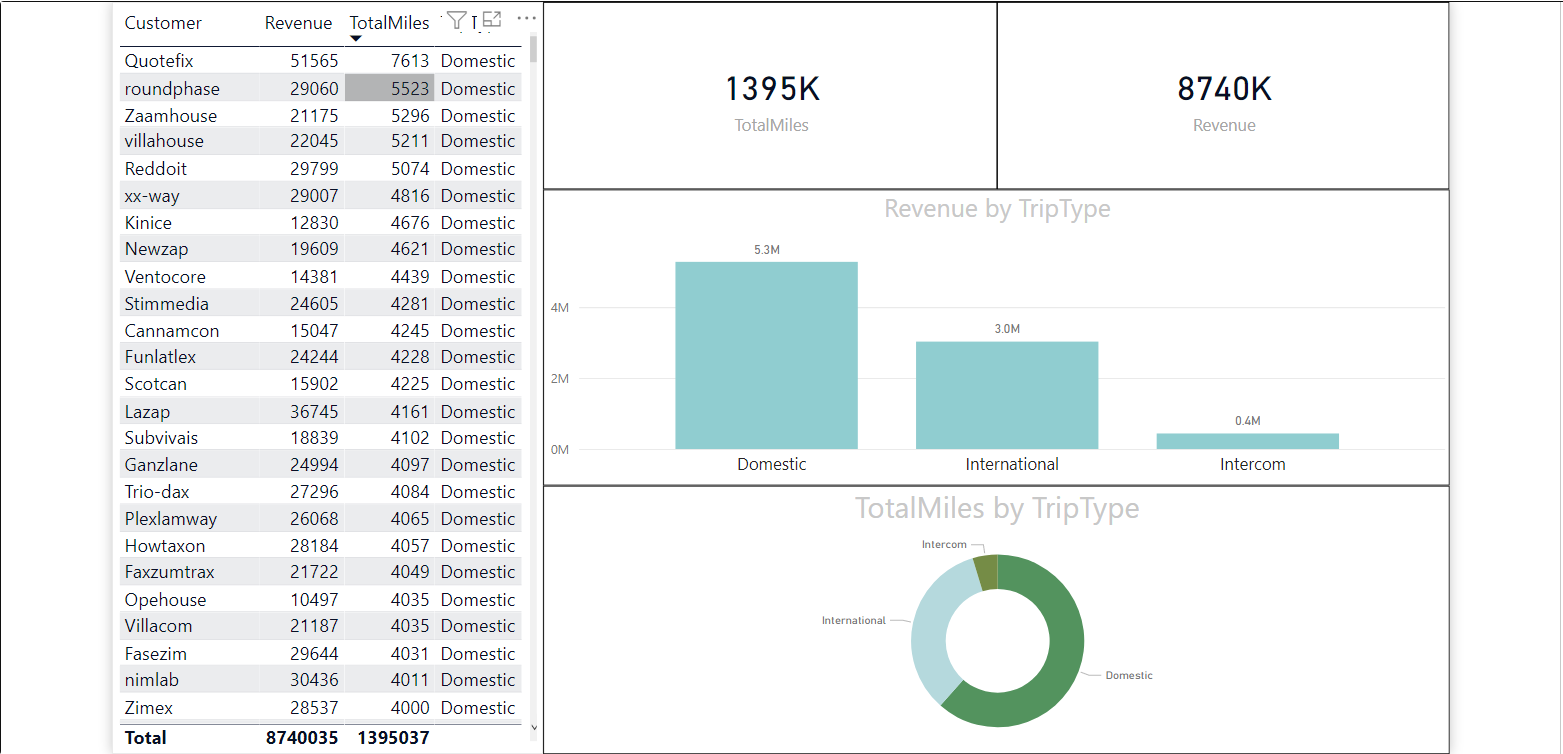 Customer Revenue TotalMiles
Quotefix 51565 7613 Domestic
roundphase 29060 5523 Domestic
Zaamhouse 21175 5296 Domestic
villahouse 22045 5211 Domestic
Reddoit 29799 5074 Domestic
xx-way 29007 4816 Domestic
Kinice 12830 4676 Domestic
Newzap 19609 4621 Domestic
Ventocore 14381 4439 Domestic
Stimmedia 24605 4281 Domestic
Cannamcon 15047 4245 Domestic
Funlatlex 24244 4228 Domestic
Scotcan 15902 4225 Domestic
Lazap 36745 4161 Domestic
Subvivais 18839 4102 Domestic
Ganzlane 24994 4097 Domestic
Trio-dax 27296 4084 Domestic
Plexlamway 26068 4065 Domestic
Howtaxon 28184 4057 Domestic
Faxzumtrax 21722 4049 Domestic
Opehouse 10497 4035 Domestic
Villacom 21187 4035 Domestic
Fasezim 29644 4031 Domestic
nimlab 30436 4011 Domestic
Zimex 28537 4000 Domestic
Total 8740035 1395037
1395K
TotalMiles
8740K
Revenue
Revenue by TripType
5.3M
3.0M
0.4M
4M
2M
0M
Domestic International Intercom
TotalMiles by TripType
Intercom
International
Domestic